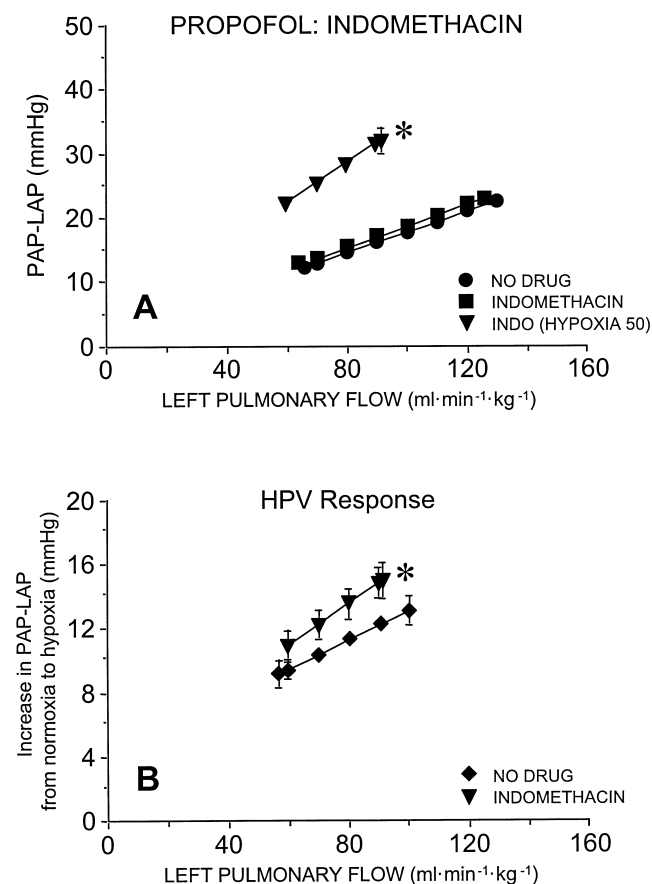 PROPOFOL: INDOMETHACIN
50
40
30
20
10
0
PAP-LAP (mmHg)
*
A
NO DRUG
INDOMETHACIN
INDO (HYPOXIA 50)
0 40 80 120 160
LEFT PULMONARY FLOW (ml·min-1·kg-1)
HPV Response
20
16
12
8
4
0
Increase in PAP-LAP
from normoxia to hypoxia (mmHg)
*
B
NO DRUG
INDOMETHACIN
0 40 80 120 160
LEFT PULMONARY FLOW (ml·min-1·kg-1)